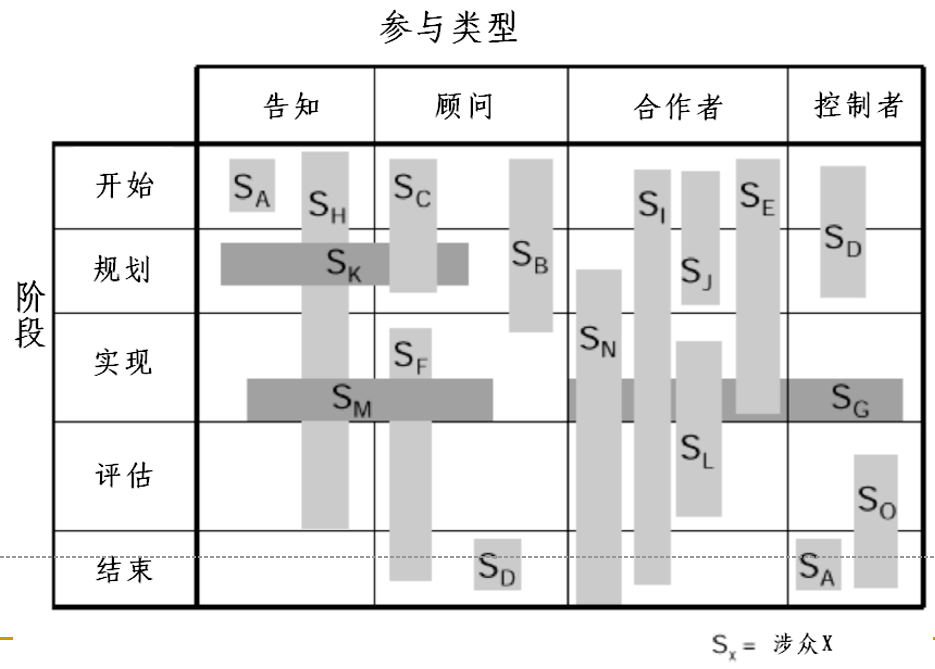 参与类型
告知 顾问 合作者 控制者
阶段
开始
S_A S_H S_C S_I S_E
规划
S_K S_B S_J S_D
实现
S_F S_N
S_M S_G
评估
S_L S_O
结束
S_D S_A
S_x = 涉众X